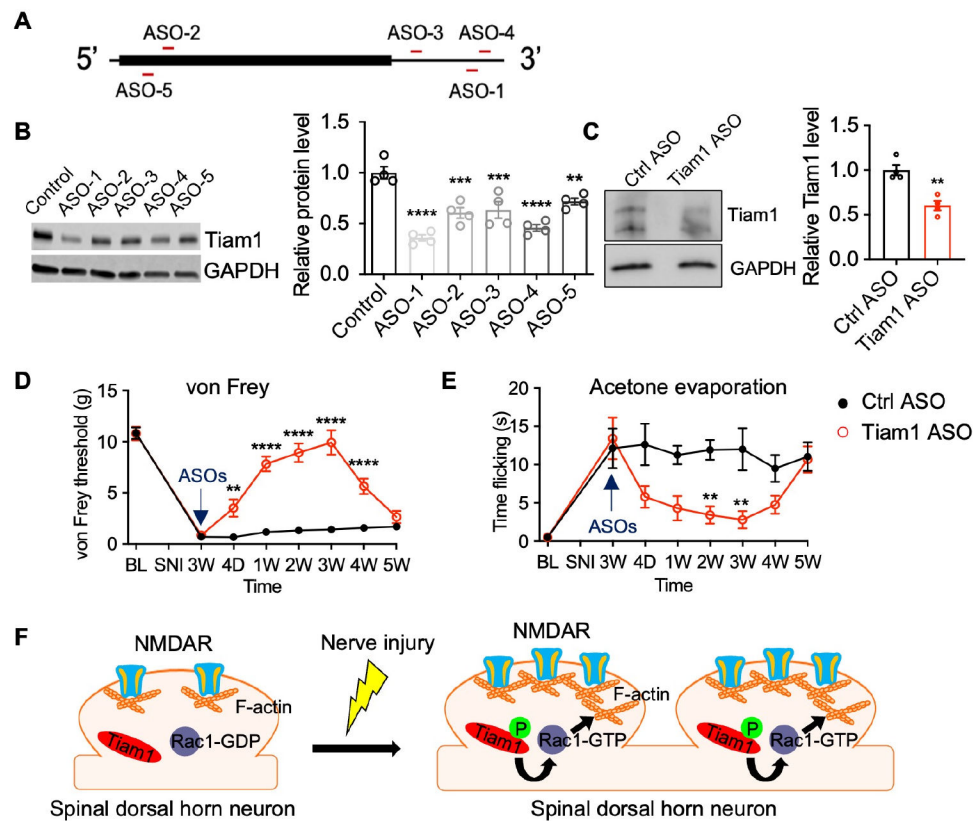 A
ASO-2
ASO-3
ASO-4
5’
3’
ASO-5
ASO-1
B
Control
ASO-1
ASO-2
ASO-3
ASO-4
ASO-5
Tiam1
GAPDH
Relative protein level
1.5
1.0
0.5
0.0
****
***
***
****
**
Control
ASO-1
ASO-2
ASO-3
ASO-4
ASO-5
C
Ctrl ASO
Tiam1 ASO
Tiam1
GAPDH
Relative Tiam1 level
1.5
1.0
0.5
0.0
**
Ctrl ASO
Tiam1 ASO
D
von Frey
von Frey threshold (g)
15
10
5
0
ASOs
**
****
****
****
****
BL SNI 3W 4D 1W 2W 3W 4W 5W
Time
E
Acetone evaporation
Time flicking (s)
20
15
10
5
0
ASOs
**
**
BL SNI 3W 4D 1W 2W 3W 4W 5W
Time
Ctrl ASO
Tiam1 ASO
F
NMDAR
F-actin
Tiam1
Rac1-GDP
Spinal dorsal horn neuron
Nerve injury
NMDAR
F-actin
P
Tiam1
Rac1-GTP
P
Tiam1
Rac1-GTP
Spinal dorsal horn neuron